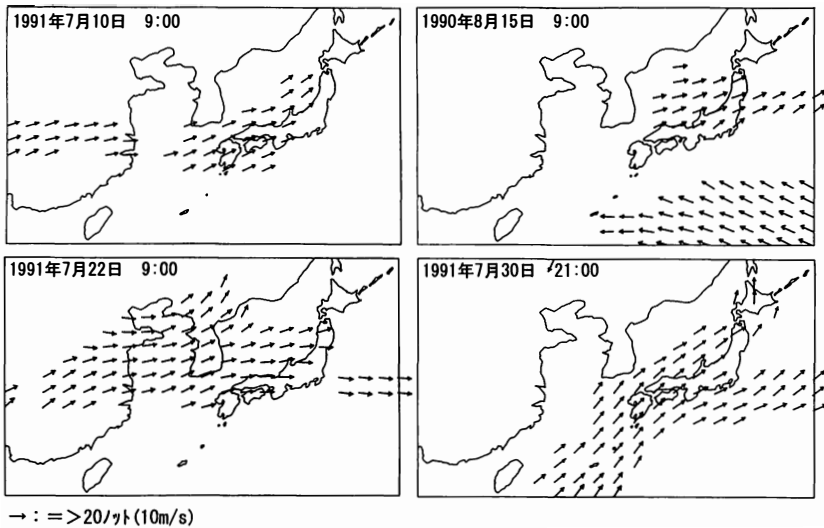 1991年7月10日 9:00
1990年8月15日 9:00
1991年7月22日 9:00
1991年7月30日 21:00
→：＝＞20ノット(10m/s)